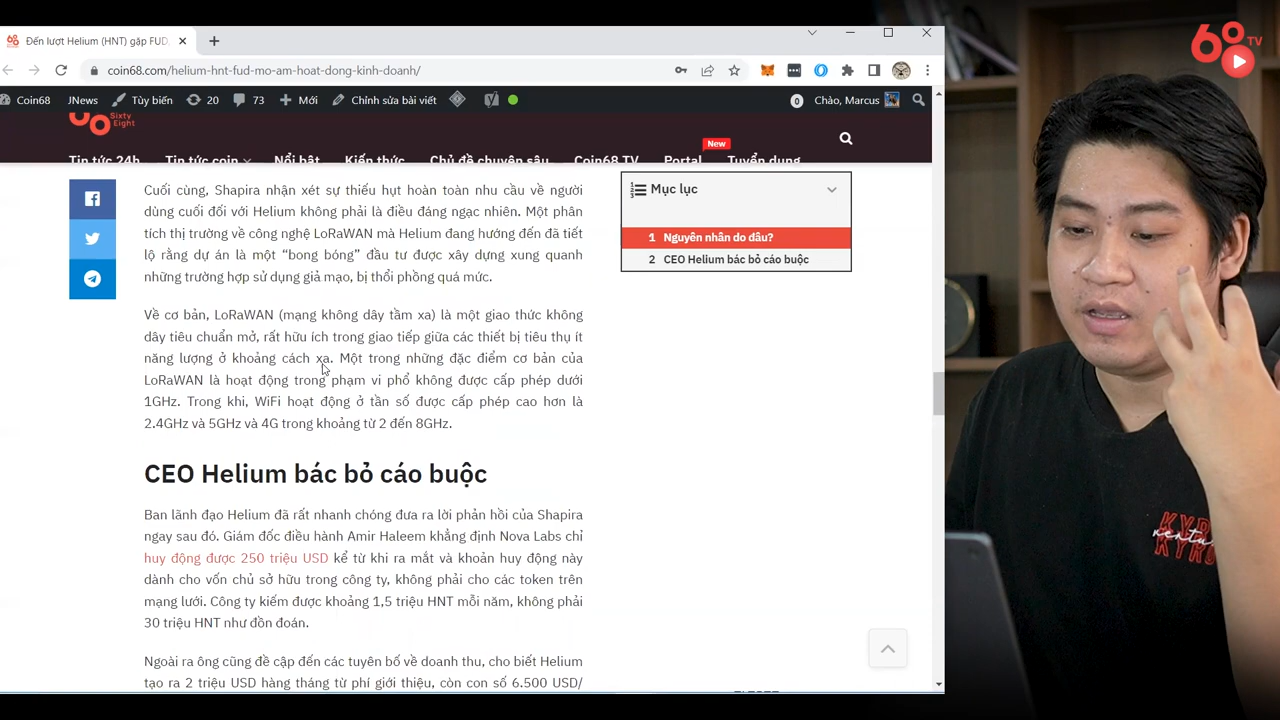 Đến lượt Helium (HNT) gặp FUD,
coin68.com/helium-hnt-fud-mo-am-hoat-dong-kinh-doanh/
Coin68 JNews Tùy biến 20 73 Mới Chỉnh sửa bài viết 0 Chào, Marcus
Sixty
Eight
New
Tin tức 24h Tin tức coin Nổi bật Kiến thức Chủ đề chuyên sâu Coin68 TV Portal Tuyển dụng
Cuối cùng, Shapira nhận xét sự thiếu hụt hoàn toàn nhu cầu về người
dùng cuối đối với Helium không phải là điều đáng ngạc nhiên. Một phân
tích thị trường về công nghệ LoRaWAN mà Helium đang hướng đến đã tiết
lộ rằng dự án là một “bong bóng” đầu tư được xây dựng xung quanh
những trường hợp sử dụng giả mạo, bị thổi phồng quá mức.
Mục lục
1 Nguyên nhân do đâu?
2 CEO Helium bác bỏ cáo buộc
Về cơ bản, LoRaWAN (mạng không dây tầm xa) là một giao thức không
dây tiêu chuẩn mở, rất hữu ích trong giao tiếp giữa các thiết bị tiêu thụ ít
năng lượng ở khoảng cách xa. Một trong những đặc điểm cơ bản của
LoRaWAN là hoạt động trong phạm vi phổ không được cấp phép dưới
1GHz. Trong khi, WiFi hoạt động ở tần số được cấp phép cao hơn là
2.4GHz và 5GHz và 4G trong khoảng từ 2 đến 8GHz.
CEO Helium bác bỏ cáo buộc
Ban lãnh đạo Helium đã rất nhanh chóng đưa ra lời phản hồi của Shapira
ngay sau đó. Giám đốc điều hành Amir Haleem khẳng định Nova Labs chỉ
huy động được 250 triệu USD kể từ khi ra mắt và khoản huy động này
dành cho vốn chủ sở hữu trong công ty, không phải cho các token trên
mạng lưới. Công ty kiếm được khoảng 1,5 triệu HNT mỗi năm, không phải
30 triệu HNT như đồn đoán.
Ngoài ra ông cũng đề cập đến các tuyên bố về doanh thu, cho biết Helium
tạo ra 2 triệu USD hàng tháng từ phí giới thiệu, còn con số 6.500 USD/
68 TV
KYRO
ventures
KYRO